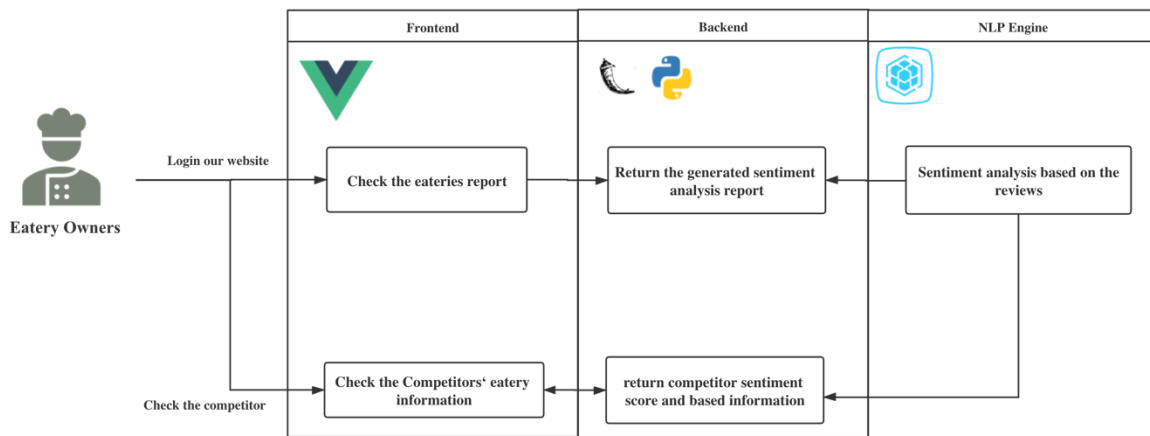 Frontend
Backend
NLP Engine
Login our website
Check the eateries report
Return the generated sentiment
analysis report
Sentiment analysis based on the
reviews
Eatery Owners
Check the Competitors‘ eatery
information
return competitor sentiment
score and based information
Check the competitor